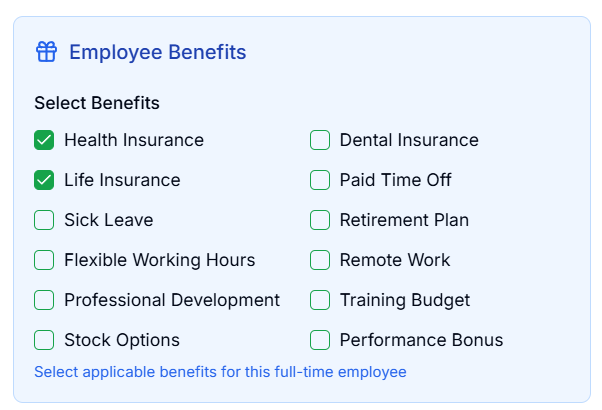 Employee Benefits
Select Benefits
Health Insurance
Dental Insurance
Life Insurance
Paid Time Off
Sick Leave
Retirement Plan
Flexible Working Hours
Remote Work
Professional Development
Training Budget
Stock Options
Performance Bonus
Select applicable benefits for this full-time employee